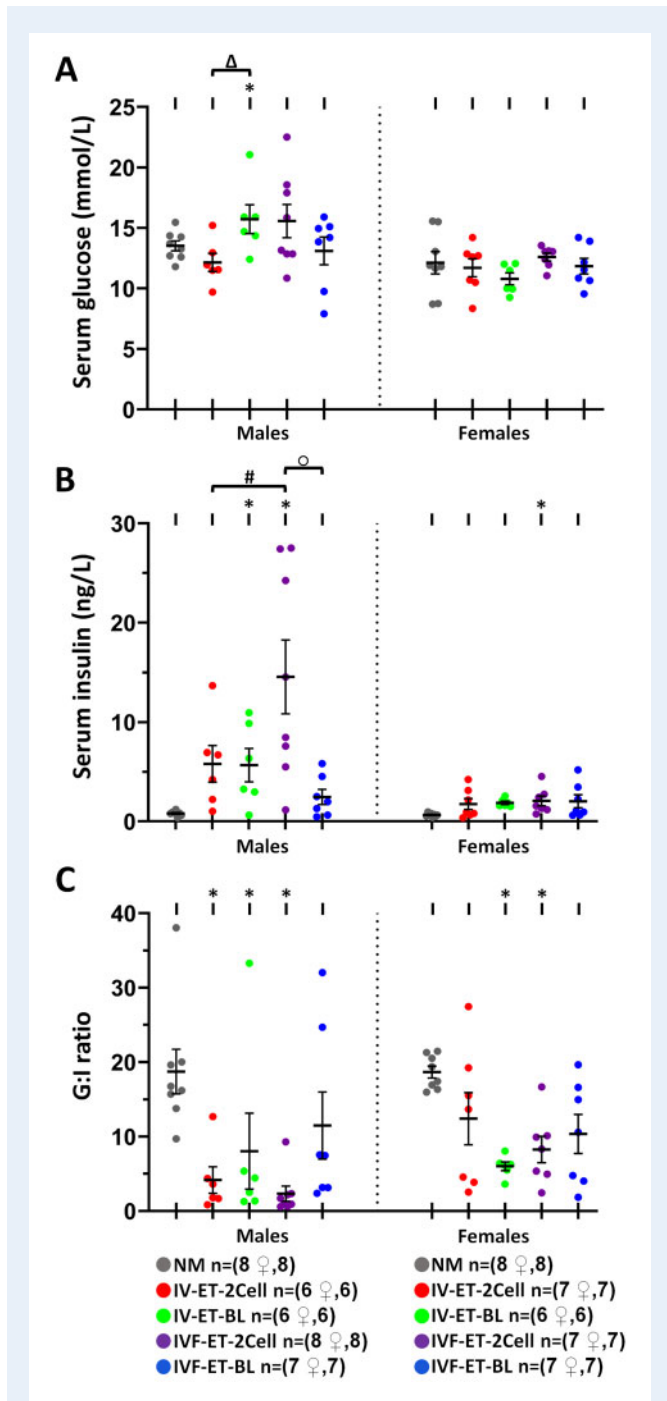 A
Δ
*
25
20
15
10
5
0
Serum glucose (mmol/L)
Males Females
B
#
○
* * *
30
20
10
0
Serum insulin (ng/L)
Males Females
C
* * * * *
40
30
20
10
0
G:I ratio
Males Females
NM n=(8 ♀,8) NM n=(8 ♀,8)
IV-ET-2Cell n=(6 ♀,6) IV-ET-2Cell n=(7 ♀,7)
IV-ET-BL n=(6 ♀,6) IV-ET-BL n=(6 ♀,6)
IVF-ET-2Cell n=(8 ♀,8) IVF-ET-2Cell n=(7 ♀,7)
IVF-ET-BL n=(7 ♀,7) IVF-ET-BL n=(7 ♀,7)